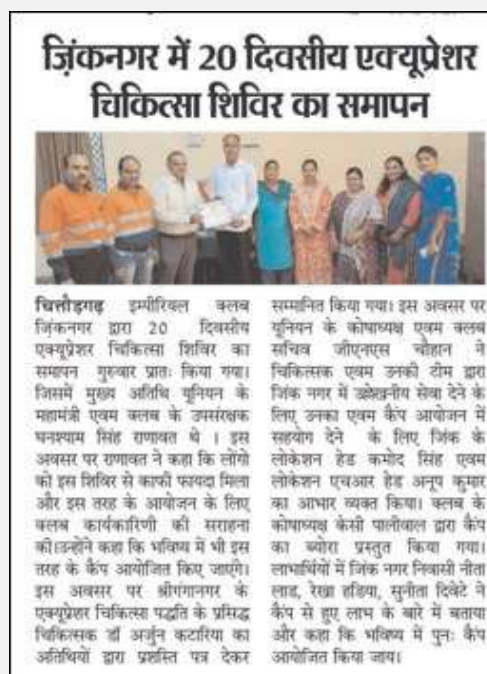 ज़िंकनगर में 20 दिवसीय एक्यूप्रेशर
चिकित्सा शिविर का समापन
चित्तौड़गढ़ इम्पीरियल क्लब
ज़िंकनगर द्वारा 20 दिवसीय
एक्यूप्रेशर चिकित्सा शिविर का
समापन गुरुवार प्रातः किया गया।
जिसमें मुख्य अतिथि यूनियन के
महामंत्री एवम क्लब के उपसंरक्षक
घनश्याम सिंह राणावत थे । इस
अवसर पर राणावत ने कहा कि लोंगो
को इस शिविर से काफी फायदा मिला
और इस तरह के आयोजन के लिए
क्लब कार्यकारिणी की सराहना
की।उन्होंने कहा कि भविष्य में भी इस
तरह के कैंप आयोजित किए जाएंगे।
इस अवसर पर श्रीगंगानगर के
एक्यूप्रेशर चिकित्सा पद्धति के प्रसिद्ध
चिकित्सक डॉ अर्जुन कटारिया का
अतिथियों द्वारा प्रशस्ति पत्र देकर
सम्मानित किया गया। इस अवसर पर
यूनियन के कोषाध्यक्ष एवम क्लब
सचिव जीएनएस चौहान ने
चिकित्सक एवम उनकी टीम द्वारा
जिंक नगर में उल्लेखनीय सेवा देने के
लिए उनका एवम कैंप आयोजन में
सहयोग देने के लिए जिंक के
लोकेशन हेड कमोद सिंह एवम
लोकेशन एचआर हेड अनूप कुमार
का आभार व्यक्त किया। क्लब के
कोषाध्यक्ष केसी पालीवाल द्वारा कैंप
का ब्योरा प्रस्तुत किया गया।
लाभार्थियों में जिंक नगर निवासी नीता
लाड, रेखा हडिया, सुनीता दिवेटे ने
कैंप से हुए लाभ के बारे में बताया
और कहा कि भविष्य में पुनः कैंप
आयोजित किया जाय।